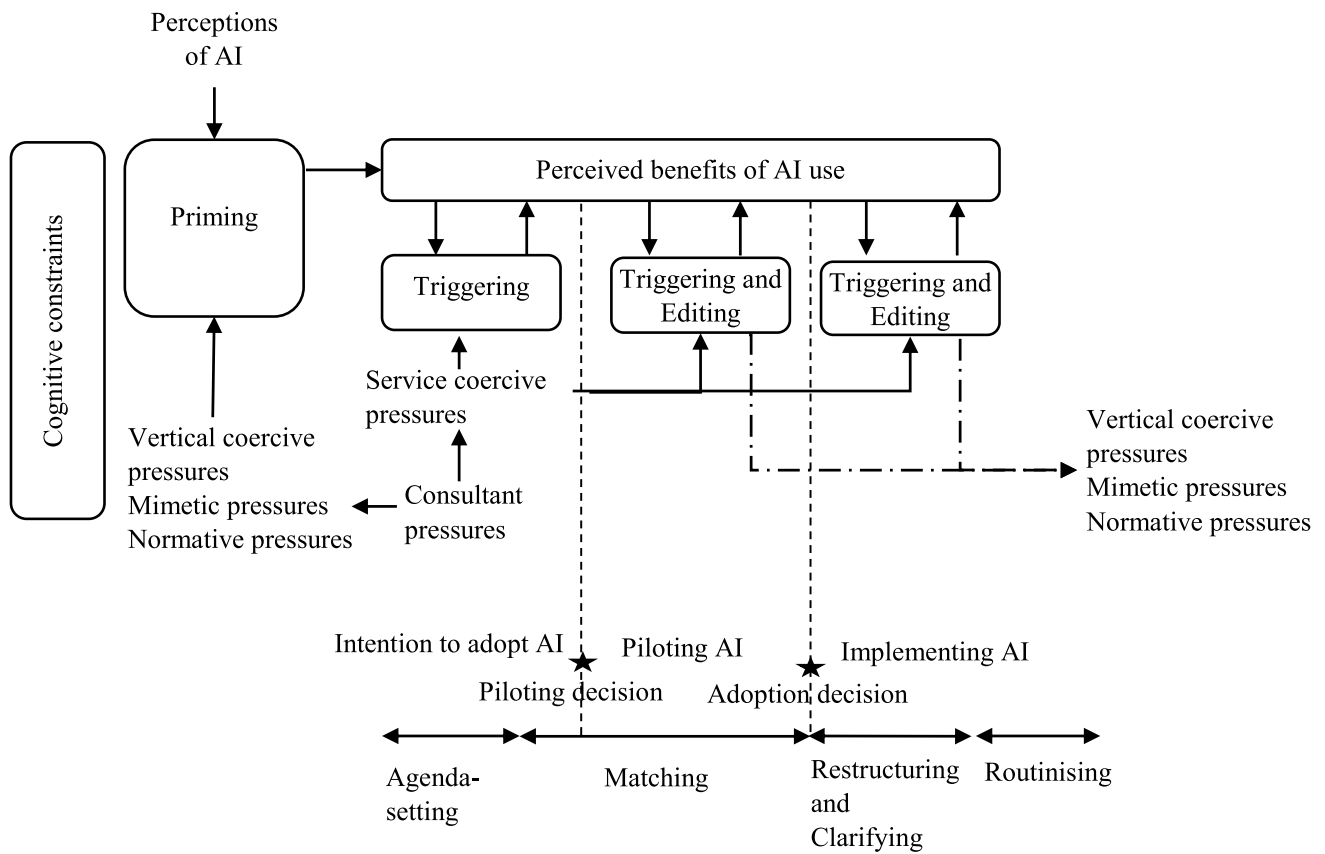 Perceptions
of AI
Cognitive constraints
Priming
Perceived benefits of AI use
Triggering
Triggering and
Editing
Triggering and
Editing
Service coercive
pressures
Vertical coercive
pressures
Mimetic pressures
Normative pressures
Consultant
pressures
Vertical coercive
pressures
Mimetic pressures
Normative pressures
Intention to adopt AI
Piloting AI
Implementing AI
Piloting decision
Adoption decision
Agenda-
setting
Matching
Restructuring
and
Clarifying
Routinising